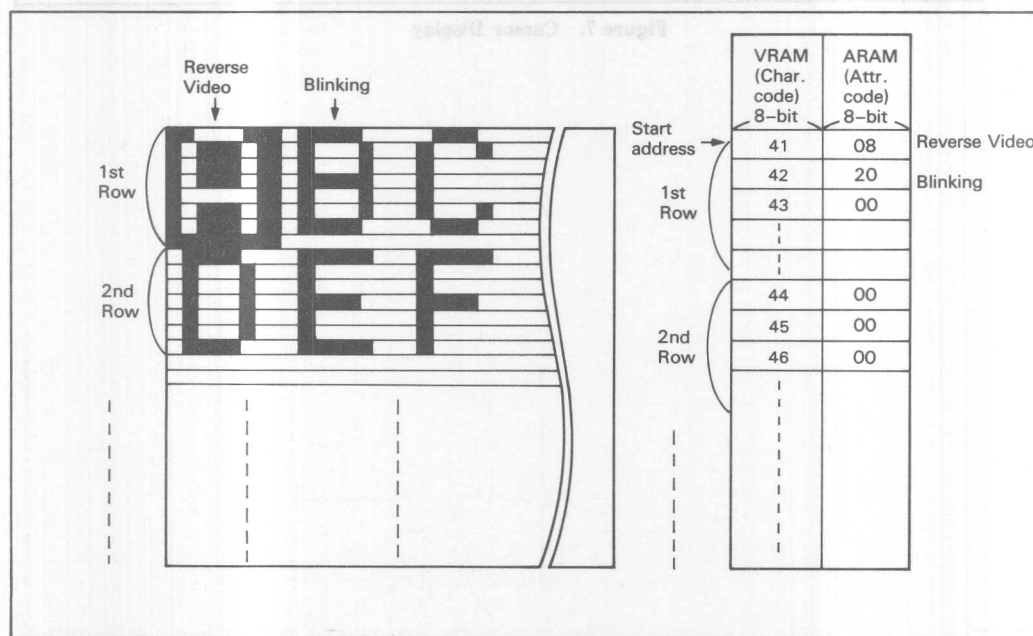 Figure 7. Cursor Display
Reverse
Video
Blinking
1st
Row
2nd
Row
Start
address
1st
Row
2nd
Row
VRAM
(Char.
code)
8-bit
ARAM
(Attr.
code)
8-bit
41 08 Reverse Video
42 20 Blinking
43 00
44 00
45 00
46 00
ABC
DEF